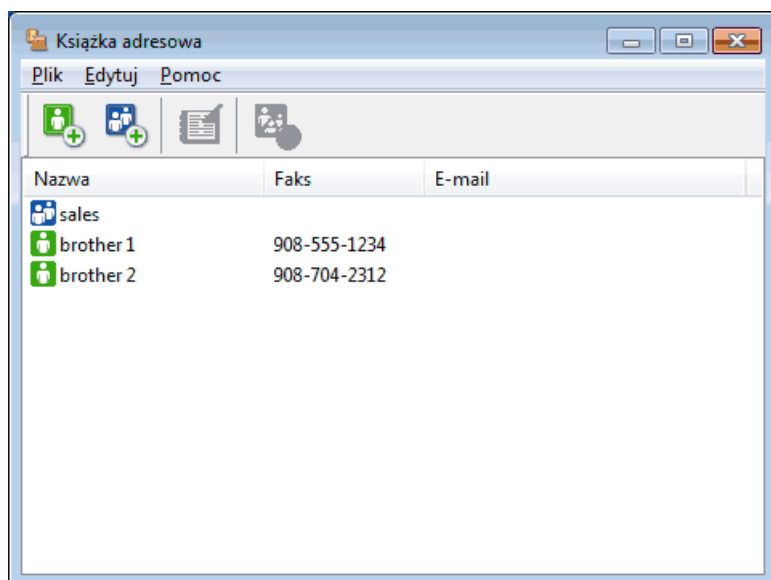 Książka adresowa
Plik Edytuj Pomoc
Nazwa Faks E-mail
sales
brother 1 908-555-1234
brother 2 908-704-2312